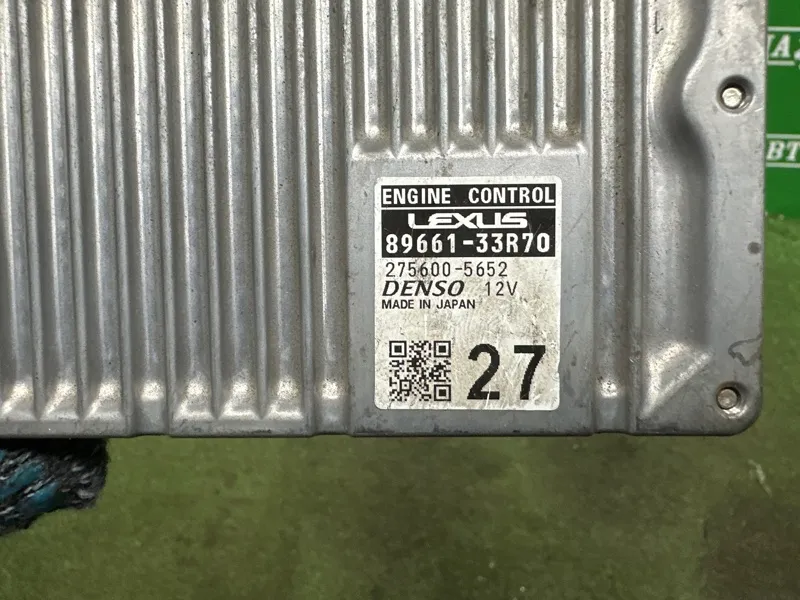 ENGINE CONTROL
LEXUS
89661-33R70
275600-5652
DENSO 12V
MADE IN JAPAN
27